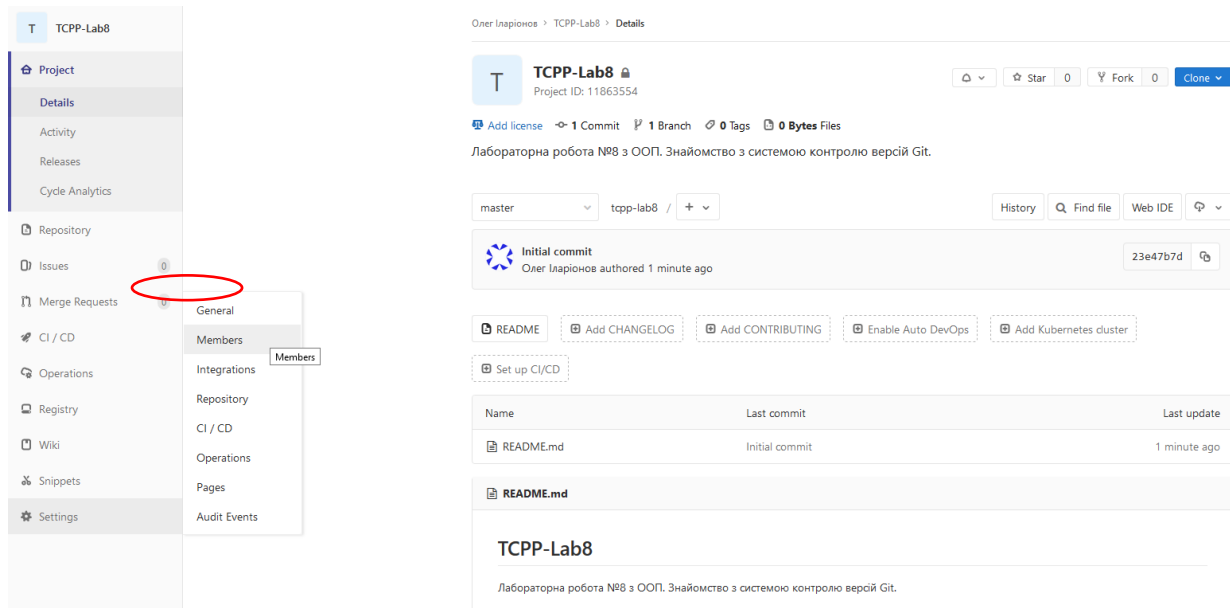 T TCPP-Lab8
Project
Details
Activity
Releases
Cycle Analytics
Repository
Issues 0
Merge Requests 0
CI / CD
Operations
Registry
Wiki
Snippets
Settings
General
Members
Members
Integrations
Repository
CI / CD
Operations
Pages
Audit Events
Олег Іларіонов > TCPP-Lab8 > Details
T
TCPP-Lab8
Project ID: 11863554
Star 0 Fork 0 Clone
Add license 1 Commit 1 Branch 0 Tags 0 Bytes Files
Лабораторна робота №8 з ООП. Знайомство з системою контролю версій Git.
master tcpp-lab8 / + History Find file Web IDE
Initial commit
Олег Іларіонов authored 1 minute ago
23e47b7d
README Add CHANGELOG Add CONTRIBUTING Enable Auto DevOps Add Kubernetes cluster
Set up CI/CD
Name Last commit Last update
README.md Initial commit 1 minute ago
README.md
TCPP-Lab8
Лабораторна робота №8 з ООП. Знайомство з системою контролю версій Git.